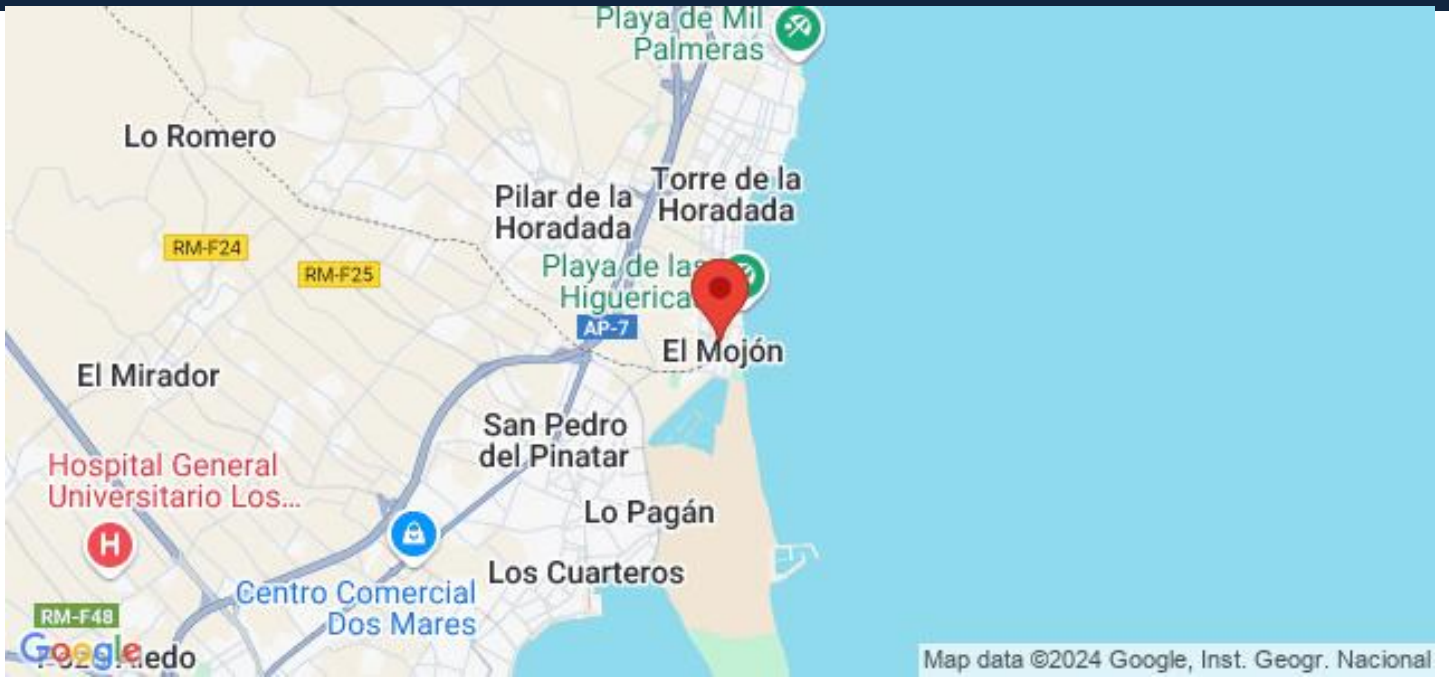 Playa de Mil
Palmeras
Lo Romero
Pilar de la
Horadada
Torre de la
Horadada
RM-F24
RM-F25
Playa de las
Higuerica
AP-7
El Mojón
El Mirador
San Pedro
del Pinatar
Hospital General
Universitario Los...
H
Lo Pagán
Los Cuarteros
Centro Comercial
Dos Mares
RM-F48
Google
edo
Map data ©2024 Google, Inst. Geogr. Nacional